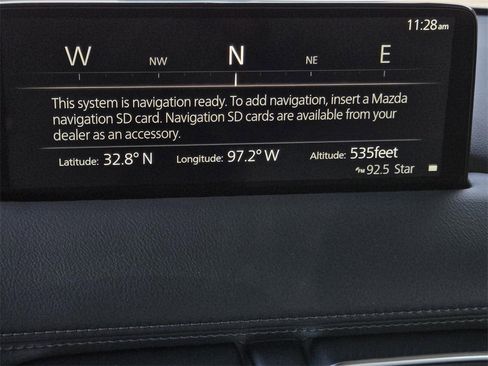 11:28am
W NW N NE E
This system is navigation ready. To add navigation, insert a Mazda
navigation SD card. Navigation SD cards are available from your
dealer as an accessory.
Latitude: 32.8° N Longitude: 97.2° W Altitude: 535feet
FM 92.5 Star